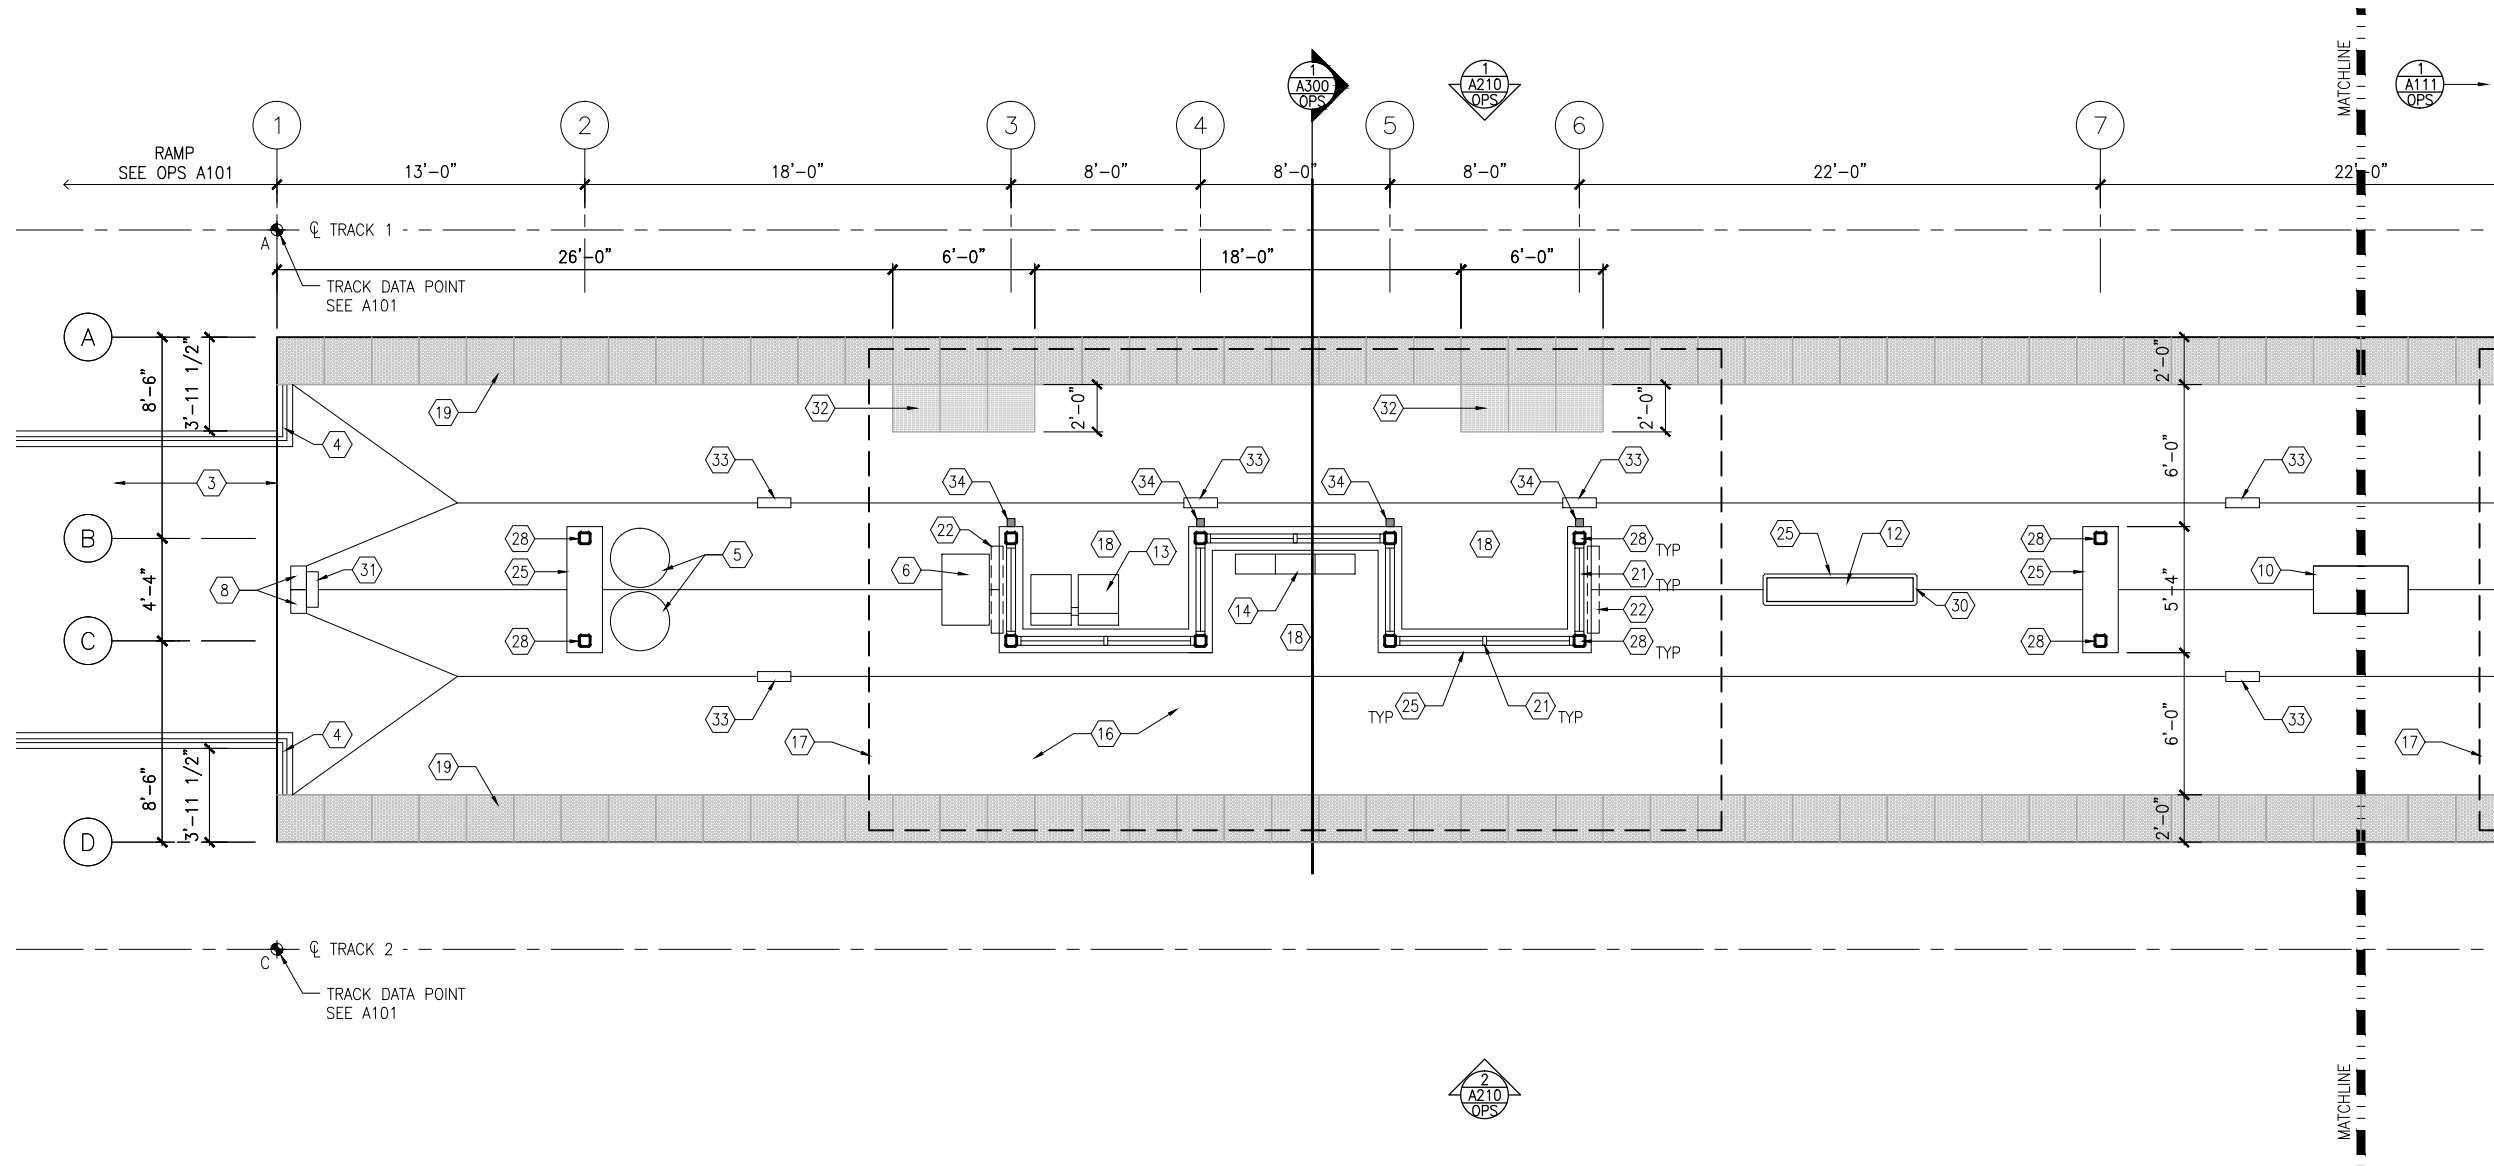 MATCHLINE
1
A300
OPS
1
A210
OPS
1
A111
OPS
1
2
3
4
5
6
7
RAMP
SEE OPS A101
13'-0"
18'-0"
8'-0"
8'-0"
8'-0"
22'-0"
22'-0"
A
℄ TRACK 1
26'-0"
6'-0"
18'-0"
6'-0"
TRACK DATA POINT
SEE A101
A
8'-6"
3'-11 1/2"
2'-0"
19
32
2'-0"
32
2'-0"
4
3
33
33
33
33
6'-0"
34
34
34
34
B
28
22
18
13
18
28 TYP
25
12
28
5
31
25
6
21 TYP
25
10
8
4'-4"
14
22
30
5'-4"
C
28
18
28 TYP
28
TYP 25
21 TYP
33
33
4
17
16
17
6'-0"
19
8'-6"
3'-11 1/2"
2'-0"
D
C
℄ TRACK 2
TRACK DATA POINT
SEE A101
2
A210
OPS
MATCHLINE